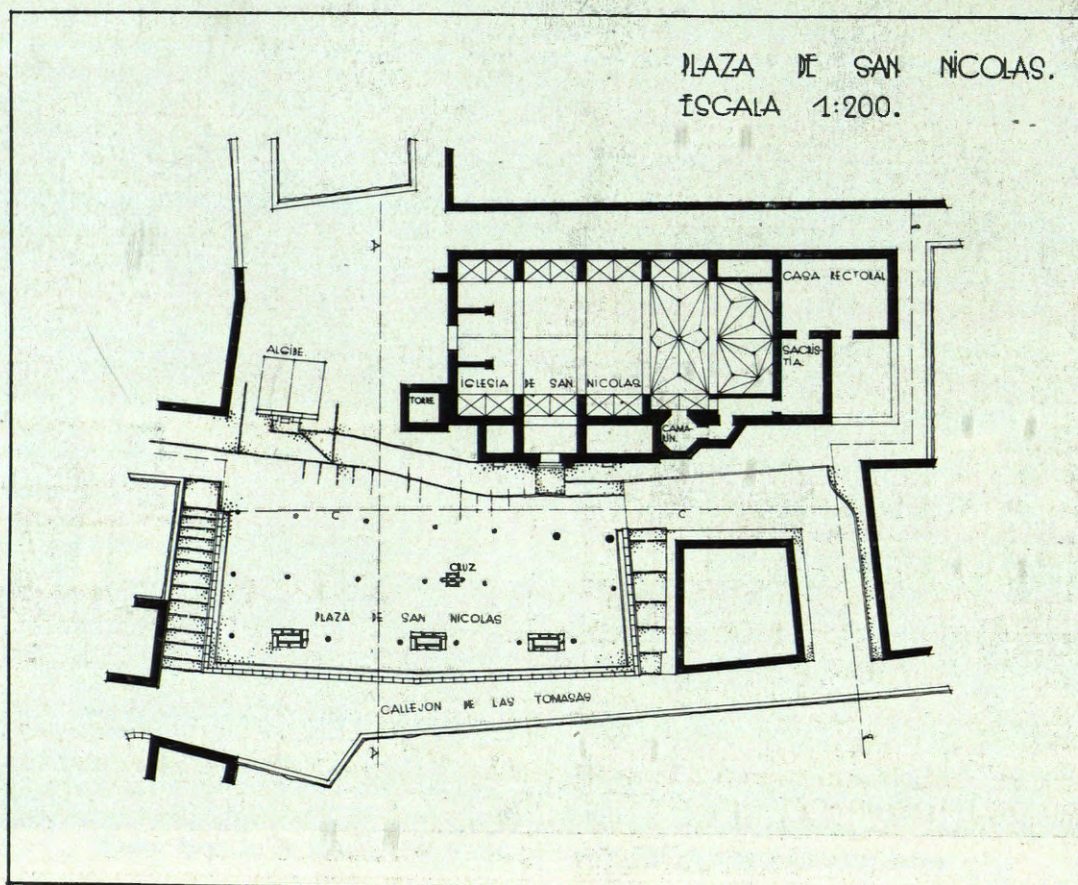 PLAZA DE SAN NICOLAS.
ESCALA 1:200.
A
CASA RECTORAL
ALGIBE.
SACRIS-
TIA.
IGLESIA DE SAN NICOLAS
TORRE
CAMA-
RIN.
C
C
CRUZ
PLAZA DE SAN NICOLAS
CALLEJON DE LAS TOMASAS
A